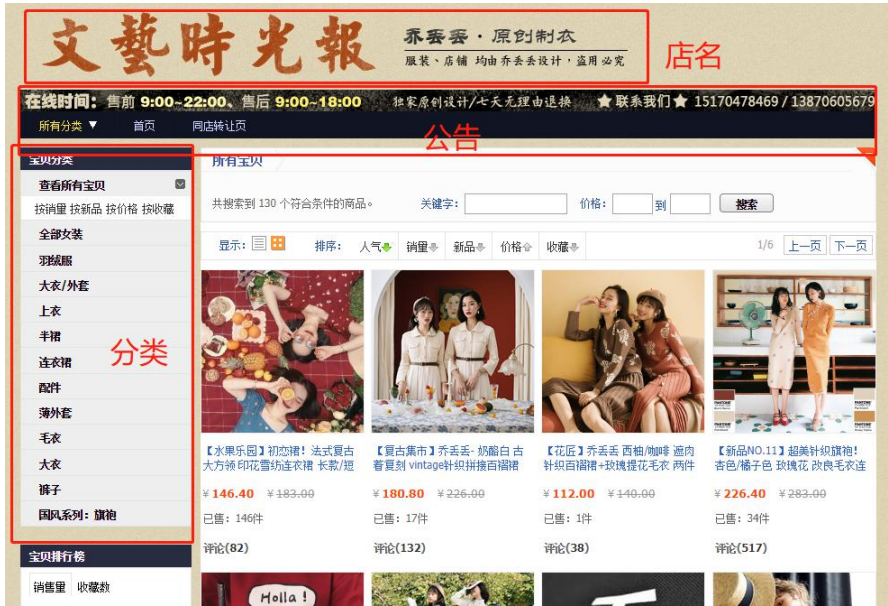 文藝時光報
乔丢丢·原创制衣
服装、店铺 均由乔丢丢设计,盗用必究
店名
在线时间：售前 9:00~22:00、售后 9:00~18:00 独家原创设计/七天无理由退换 ★联系我们★ 15170478469 / 13870605679
所有分类 ▼ 首页 同店转让页
公告
宝贝分类
查看所有宝贝
按销量 按新品 按价格 按收藏
全部女装
羽绒服
大衣/外套
上衣
半裙
连衣裙
配件
薄外套
毛衣
大衣
裤子
国风系列：旗袍
分类
宝贝排行榜
销售量 收藏数
所有宝贝
共搜索到 130 个符合条件的商品。 关键字： 价格： 到 搜索
显示： 排序： 人气 销量 新品 价格 收藏 1/6 上一页 下一页
【水果乐园】初恋裙！法式复古
大方领印花雪纺连衣裙 长款/短
¥146.40 ¥183.00
已售：146件
评论(82)
【复古集市】乔丢丢- 奶酪白 古
着复刻 vintage针织拼接百褶裙
¥180.80 ¥226.00
已售：17件
评论(132)
【花匠】乔丢丢 西柚/咖啡 遮肉
针织百褶裙+玫瑰提花毛衣 两件
¥112.00 ¥140.00
已售：1件
评论(38)
PANTONE
PANTONE
【新品NO.11】超美针织旗袍！
杏色/橘子色 玫瑰花 改良毛衣连
¥226.40 ¥283.00
已售：34件
评论(517)
Holla !